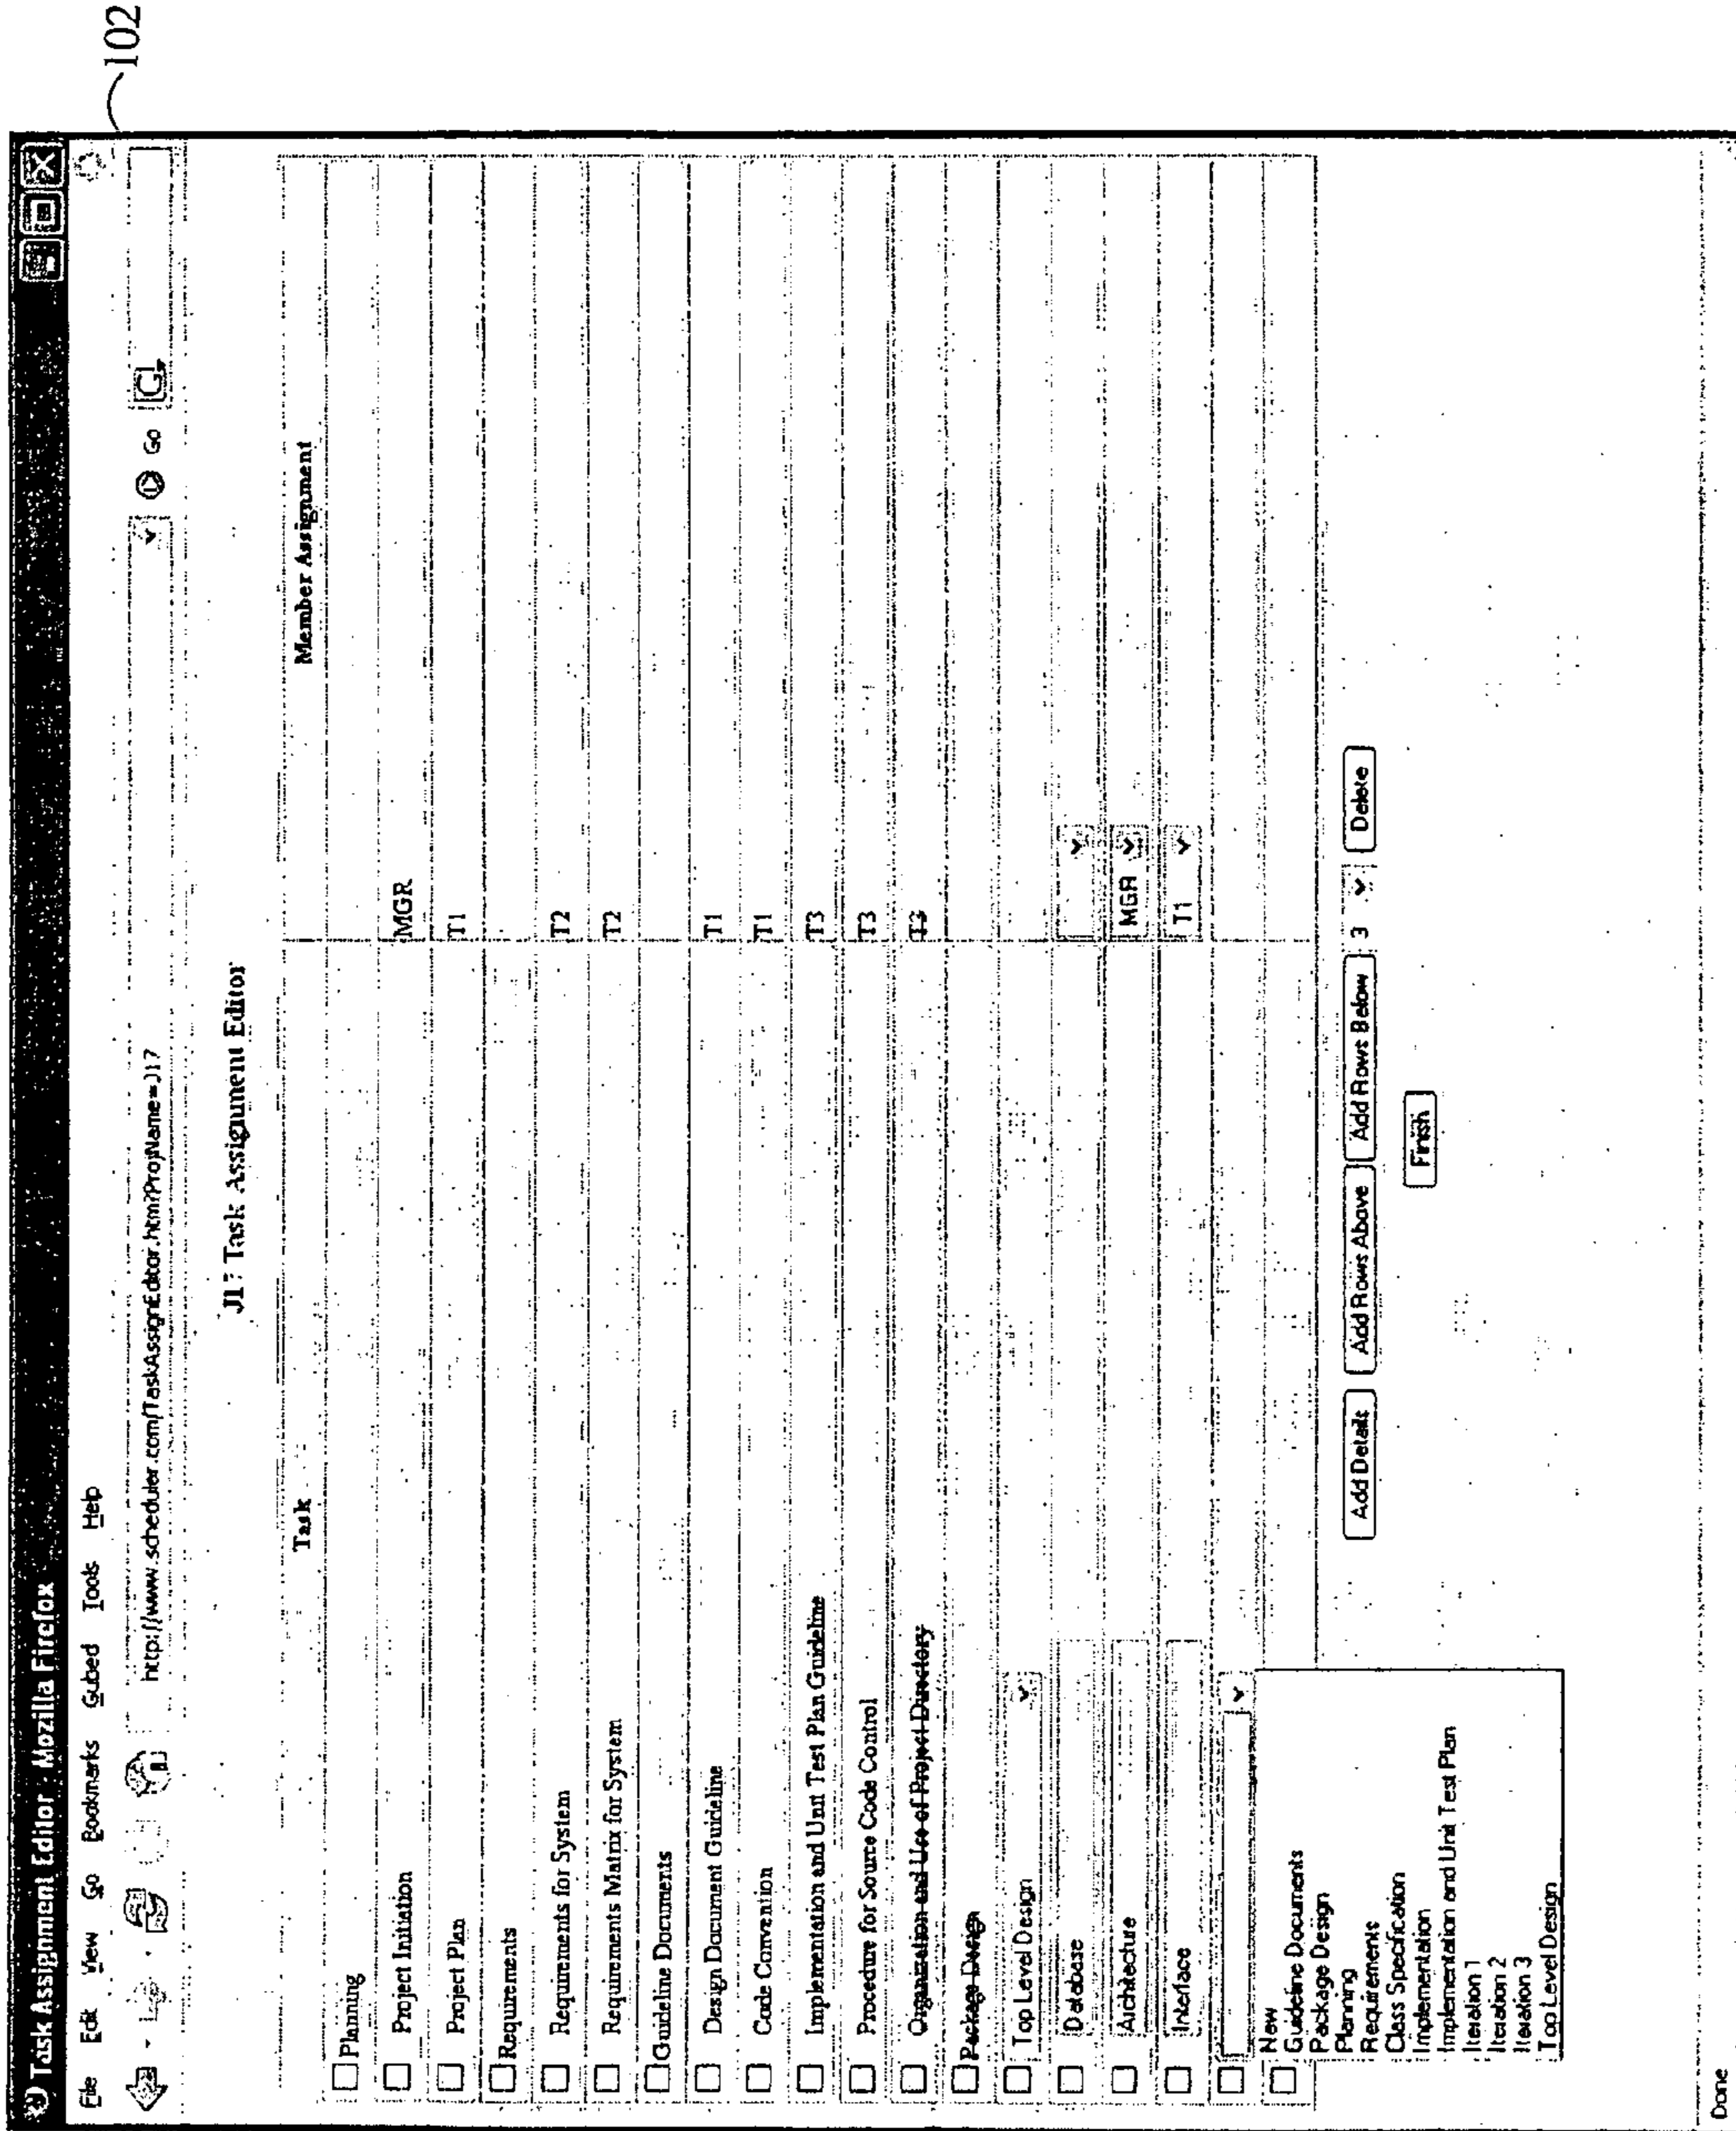 102
Task Assignment Editor - Mozilla Firefox
File Edit View Go Bookmarks Gubed Tools Help
http://www.scheduler.com/TaskAssignEditor.htm?ProjName=J17 Go
J17 Task Assignment Editor
Task Member Assignment
Planning
Project Initiation MGR
Project Plan T1
Requirements
Requirements for System T2
Requirements Matrix for System T2
Guideline Documents
Design Document Guideline T1
Code Convention T1
Implementation and Unit Test Plan Guideline T3
Procedure for Source Code Control T3
Organization and Use of Project Directory T3
Package Design
Top Level Design
Database
Architecture MGR
Interface T1
New
Guideline Documents
Package Design
Planning
Requirements
Class Specification
Implementation
Implementation and Unit Test Plan
Iteration 1
Iteration 2
Iteration 3
Top Level Design
Add Details Add Rows Above Add Rows Below 3 Delete
Finish
Done